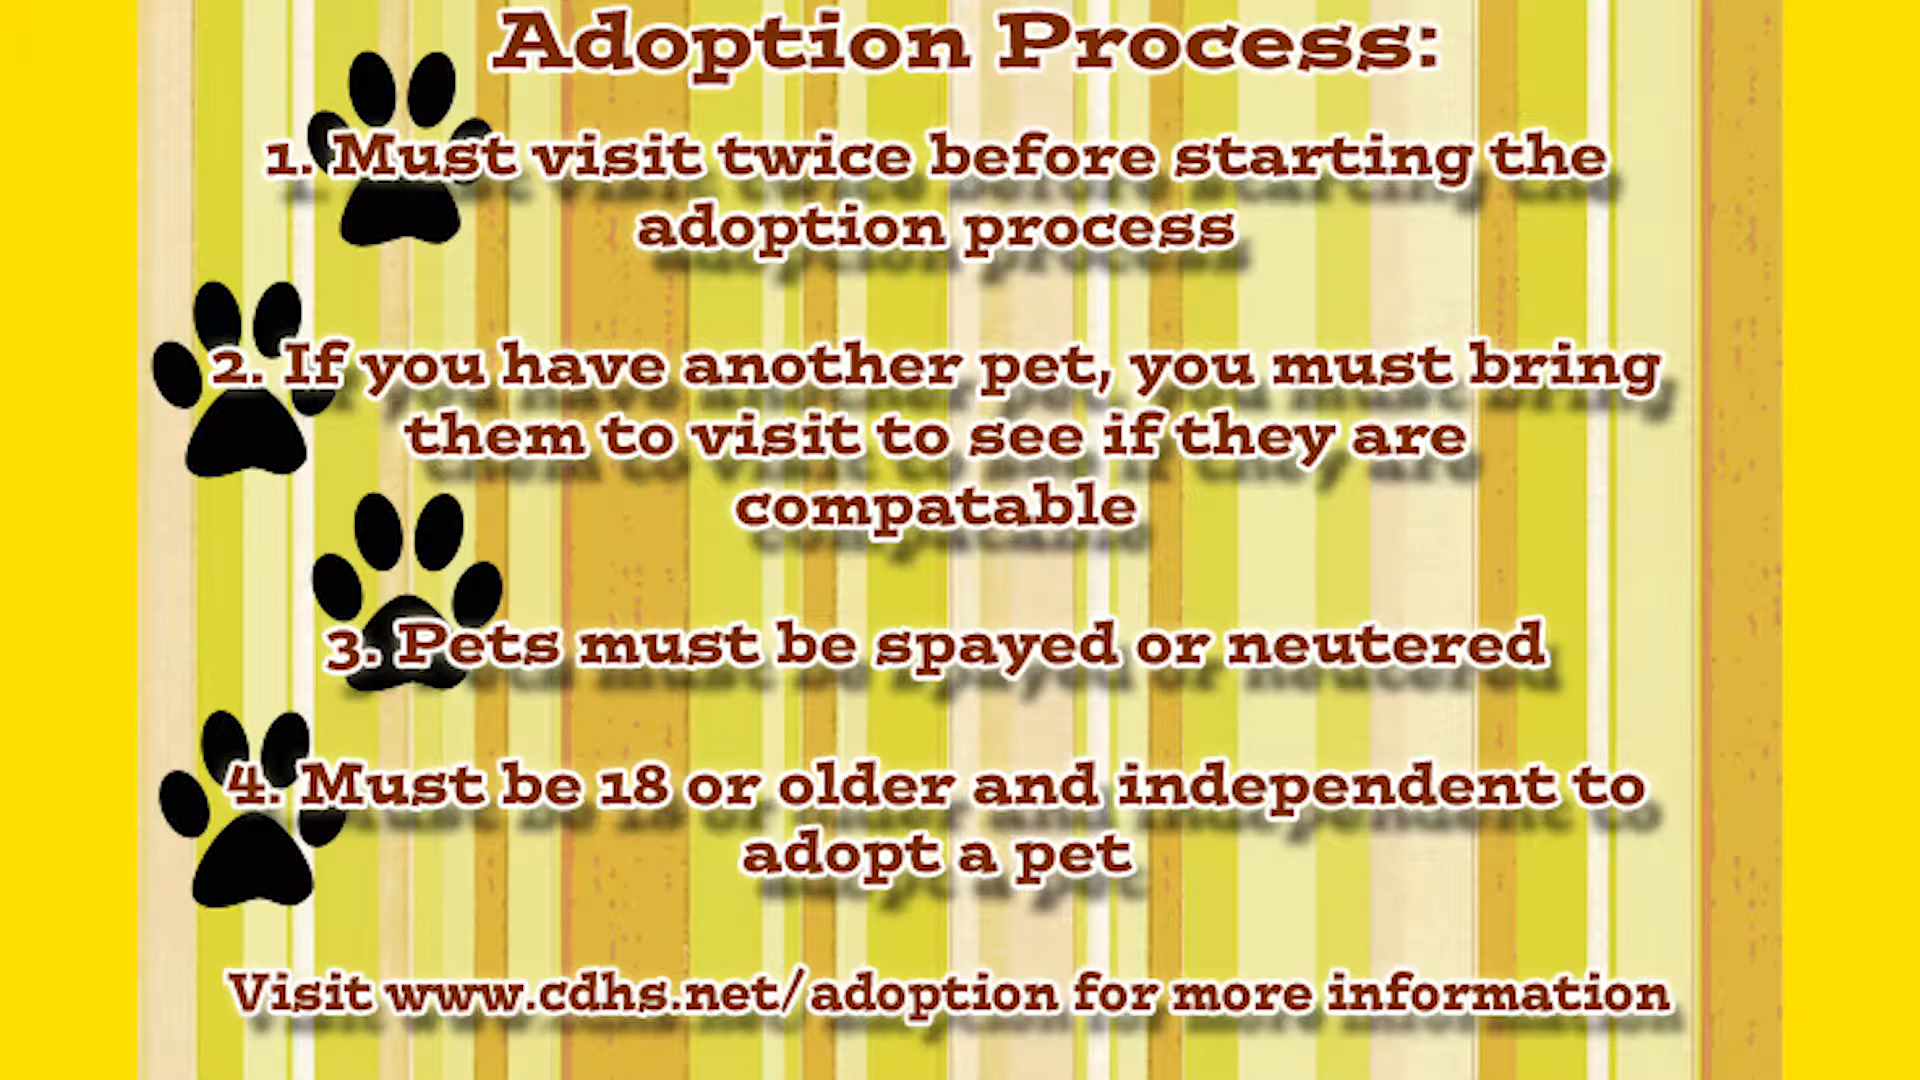 Adoption Process:
1. Must visit twice before starting the
adoption process
2. If you have another pet, you must bring
them to visit to see if they are
compatable
3. Pets must be spayed or neutered
4. Must be 18 or older and independent to
adopt a pet
Visit www.cdhs.net/adoption for more information